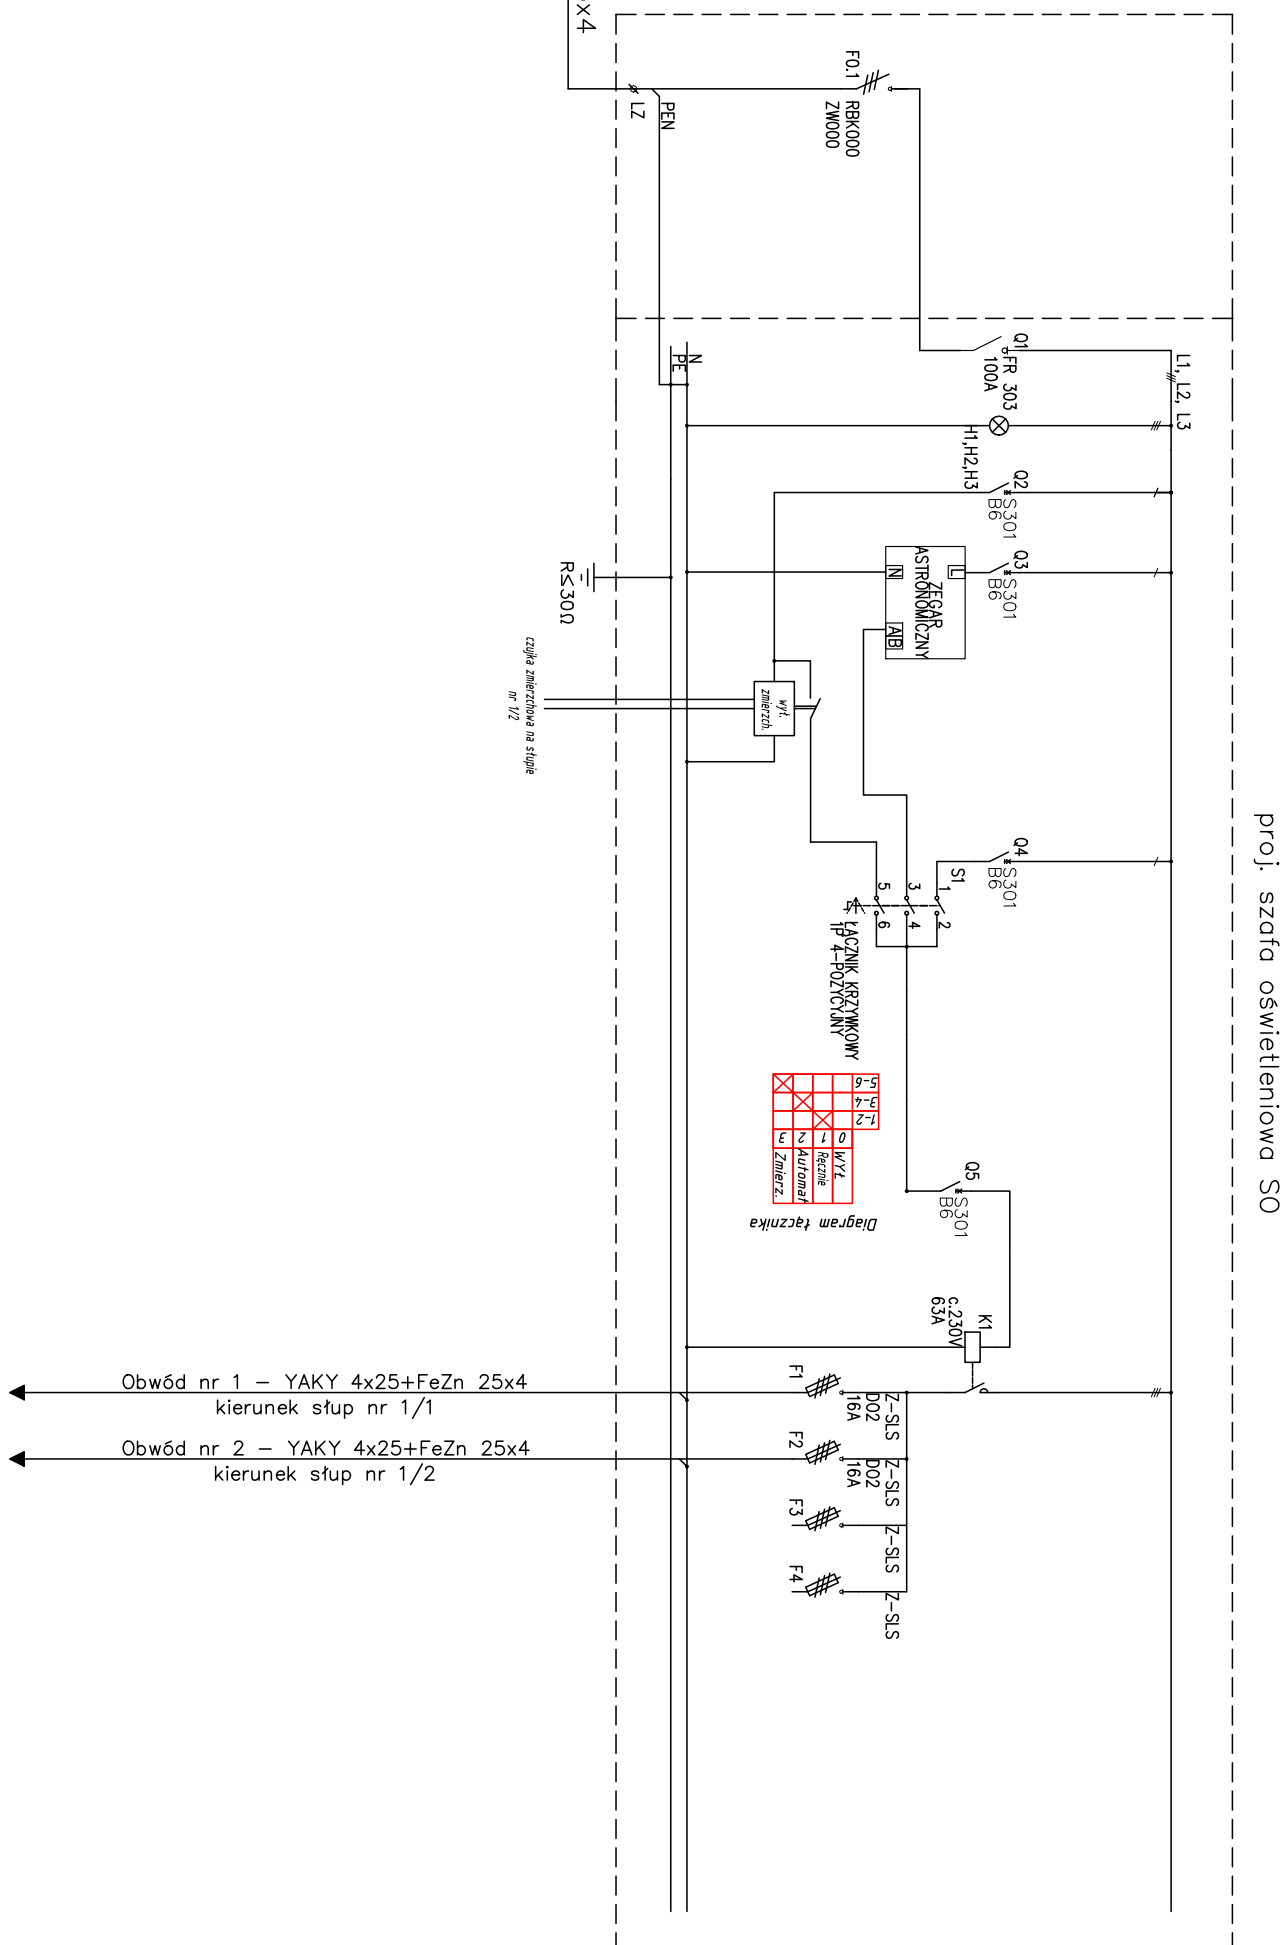 proj. szafa oświetleniowa SO
x4
LZ
PEN
F0.1
RBK000
ZW000
Q1
FR 303
100A
L1, L2, L3
N
PE
H1,H2,H3
Q2
S301
B6
Q3
S301
B6
ZEGAR
ASTRONOMICZNY
L
N
A|B
R≤30Ω
czujka zmierzchowa na słupie
nr 1/2
wył.
zmierzch.
Q4
S301
B6
S1
1
2
3
4
5
6
ŁĄCZNIK KRZYWKOWY
1P 4-POZYCYJNY
5-6
3-4
1-2
0
WYŁ
1
Ręcznie
2
Automat
3
Zmierz.
Diagram łącznika
Q5
S301
B6
K1
c.230V
63A
F1
Z-SLS
D02
16A
F2
Z-SLS
D02
16A
F3
Z-SLS
F4
Z-SLS
Obwód nr 1 – YAKY 4x25+FeZn 25x4
kierunek słup nr 1/1
Obwód nr 2 – YAKY 4x25+FeZn 25x4
kierunek słup nr 1/2